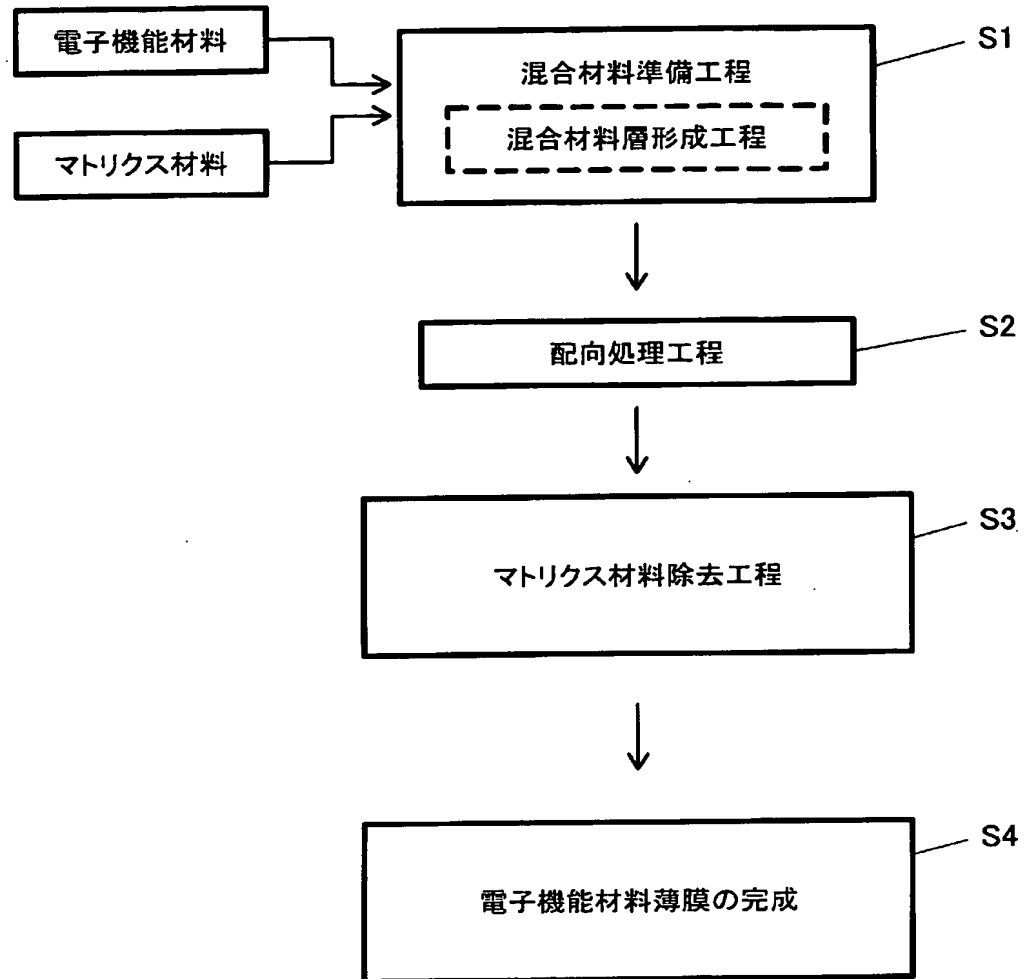 電子機能材料
マトリクス材料
混合材料準備工程
S1
混合材料層形成工程
配向処理工程
S2
マトリクス材料除去工程
S3
電子機能材料薄膜の完成
S4